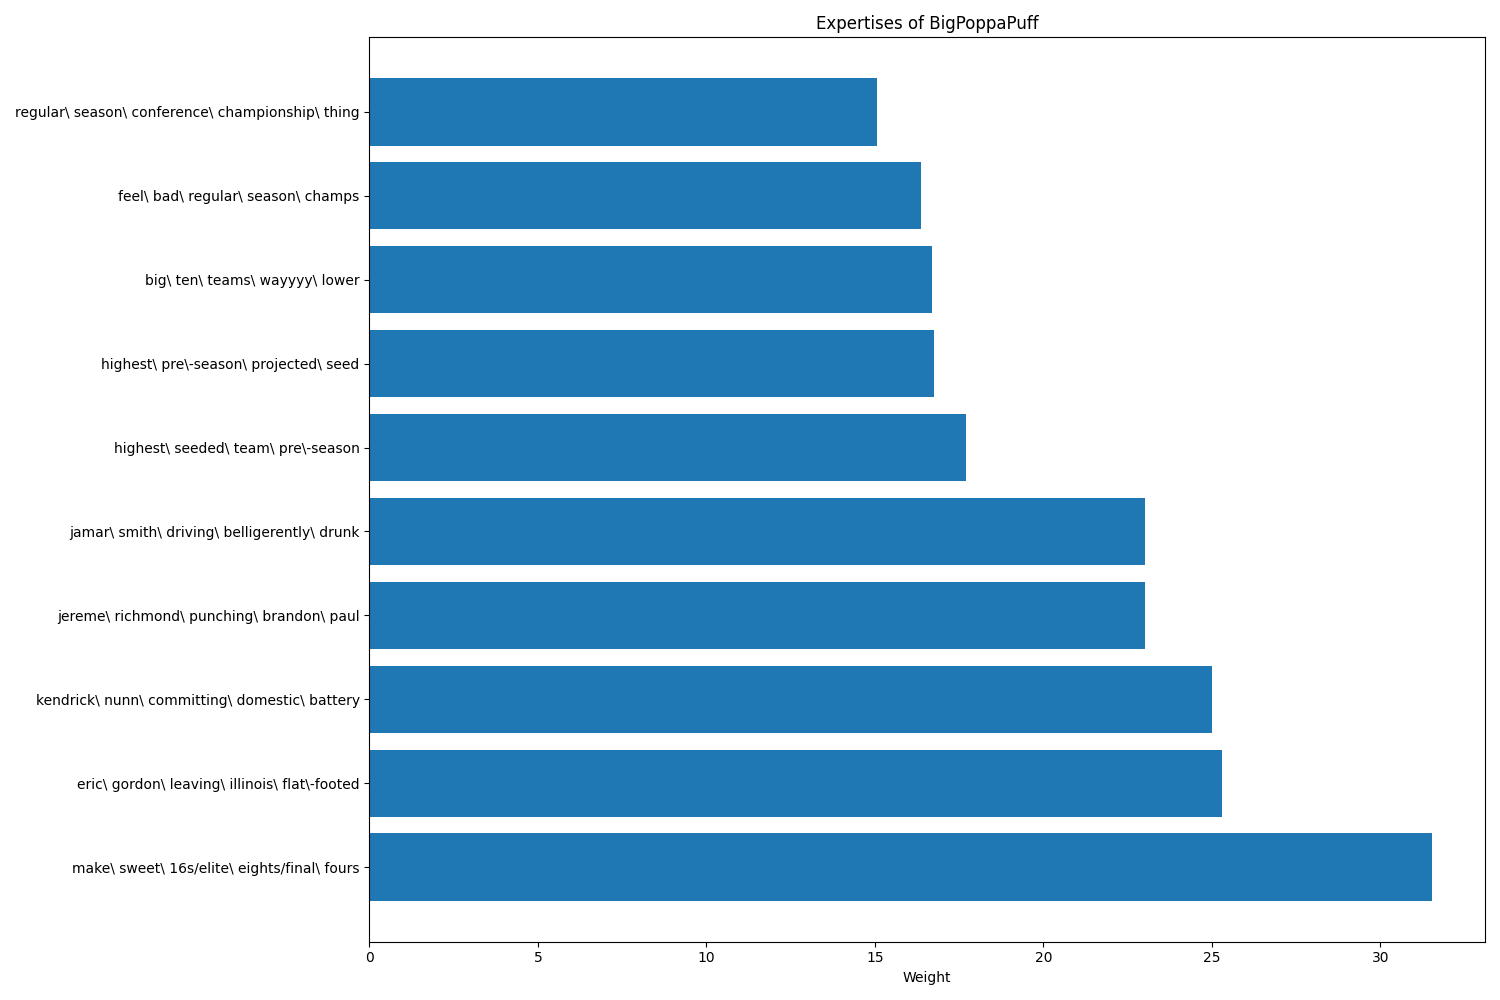 Expertises of BigPoppaPuff
regular\ season\ conference\ championship\ thing
feel\ bad\ regular\ season\ champs
big\ ten\ teams\ wayyyy\ lower
highest\ pre\-season\ projected\ seed
highest\ seeded\ team\ pre\-season
jamar\ smith\ driving\ belligerently\ drunk
jereme\ richmond\ punching\ brandon\ paul
kendrick\ nunn\ committing\ domestic\ battery
eric\ gordon\ leaving\ illinois\ flat\-footed
make\ sweet\ 16s/elite\ eights/final\ fours
0 5 10 15 20 25 30
Weight